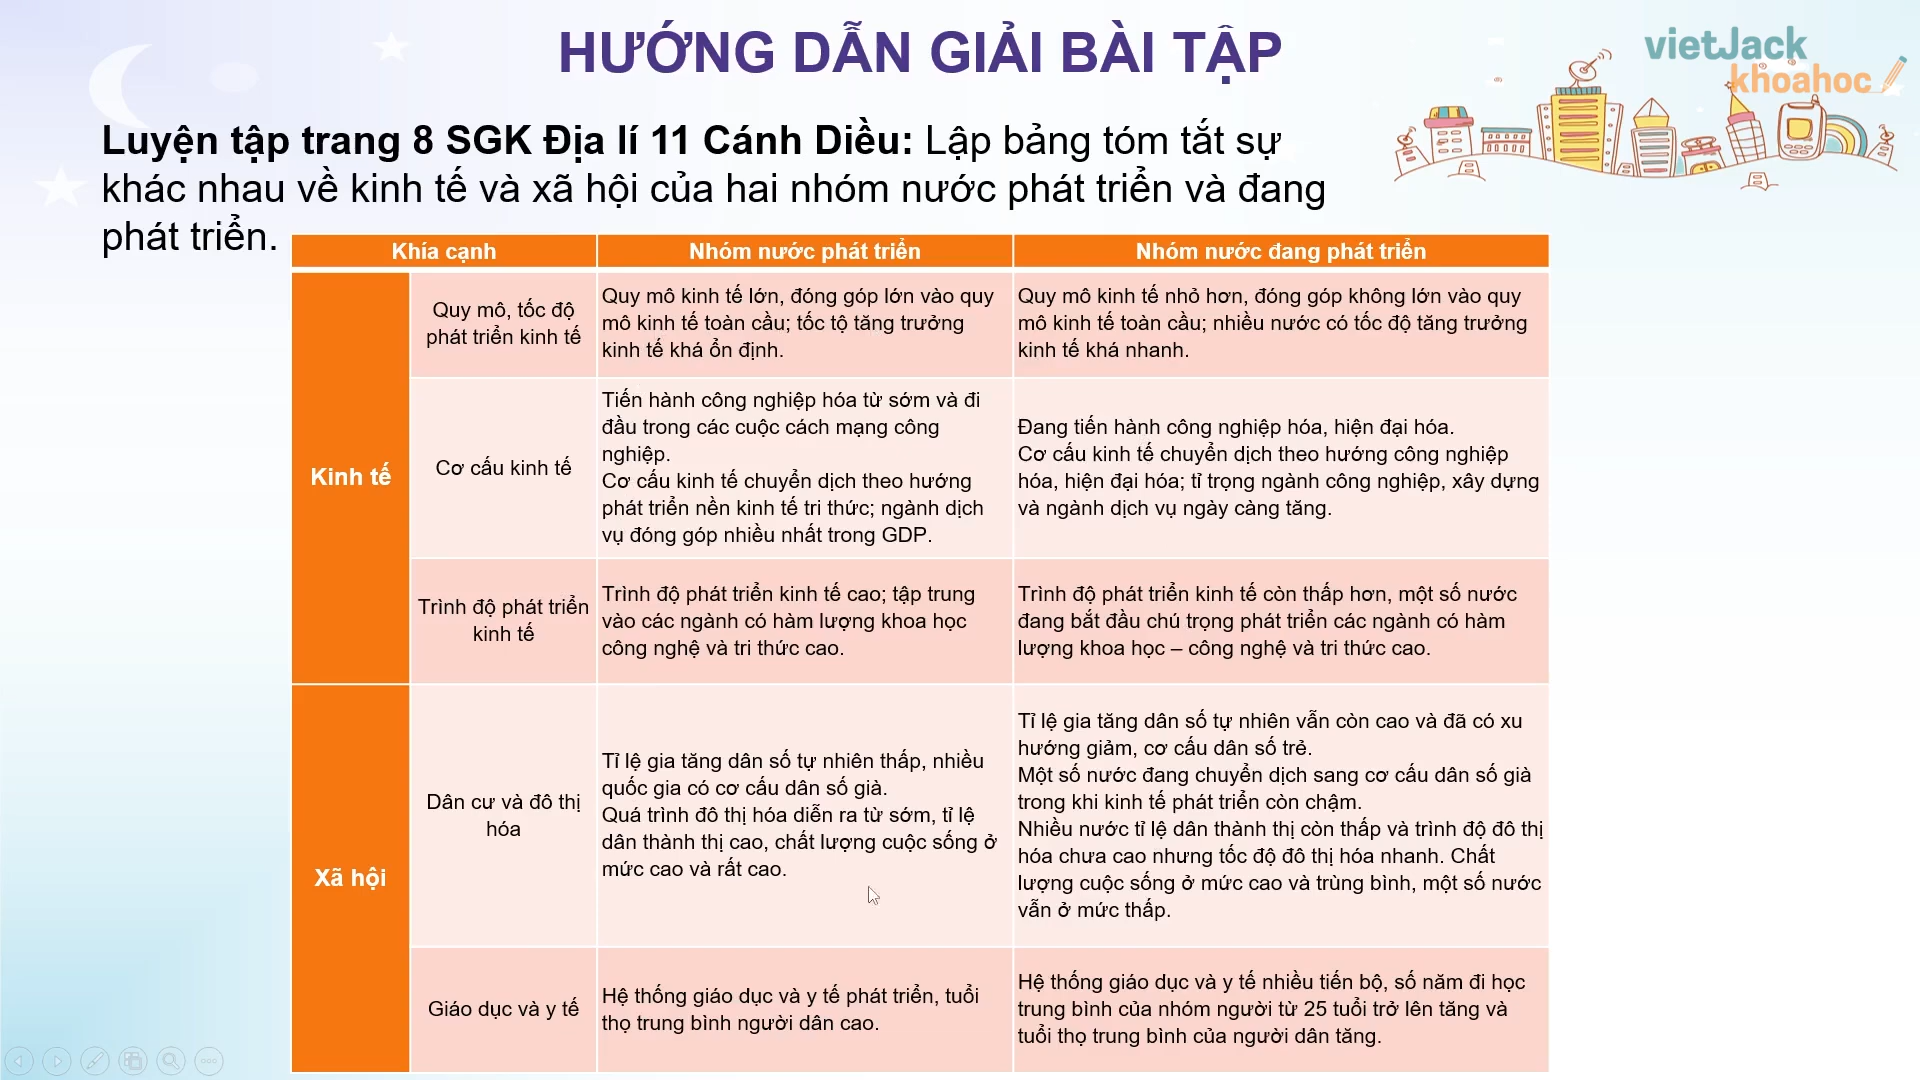 HƯỚNG DẪN GIẢI BÀI TẬP
vietJack
khoahoc
Luyện tập trang 8 SGK Địa lí 11 Cánh Diều: Lập bảng tóm tắt sự
khác nhau về kinh tế và xã hội của hai nhóm nước phát triển và đang
phát triển.
Khía cạnh
Nhóm nước phát triển
Nhóm nước đang phát triển
Kinh tế
Quy mô, tốc độ
phát triển kinh tế
Quy mô kinh tế lớn, đóng góp lớn vào quy
mô kinh tế toàn cầu; tốc tộ tăng trưởng
kinh tế khá ổn định.
Quy mô kinh tế nhỏ hơn, đóng góp không lớn vào quy
mô kinh tế toàn cầu; nhiều nước có tốc độ tăng trưởng
kinh tế khá nhanh.
Cơ cấu kinh tế
Tiến hành công nghiệp hóa từ sớm và đi
đầu trong các cuộc cách mạng công
nghiệp.
Cơ cấu kinh tế chuyển dịch theo hướng
phát triển nền kinh tế tri thức; ngành dịch
vụ đóng góp nhiều nhất trong GDP.
Đang tiến hành công nghiệp hóa, hiện đại hóa.
Cơ cấu kinh tế chuyển dịch theo hướng công nghiệp
hóa, hiện đại hóa; tỉ trọng ngành công nghiệp, xây dựng
và ngành dịch vụ ngày càng tăng.
Trình độ phát triển
kinh tế
Trình độ phát triển kinh tế cao; tập trung
vào các ngành có hàm lượng khoa học
công nghệ và tri thức cao.
Trình độ phát triển kinh tế còn thấp hơn, một số nước
đang bắt đầu chú trọng phát triển các ngành có hàm
lượng khoa học – công nghệ và tri thức cao.
Xã hội
Dân cư và đô thị
hóa
Tỉ lệ gia tăng dân số tự nhiên thấp, nhiều
quốc gia có cơ cấu dân số già.
Quá trình đô thị hóa diễn ra từ sớm, tỉ lệ
dân thành thị cao, chất lượng cuộc sống ở
mức cao và rất cao.
Tỉ lệ gia tăng dân số tự nhiên vẫn còn cao và đã có xu
hướng giảm, cơ cấu dân số trẻ.
Một số nước đang chuyển dịch sang cơ cấu dân số già
trong khi kinh tế phát triển còn chậm.
Nhiều nước tỉ lệ dân thành thị còn thấp và trình độ đô thị
hóa chưa cao nhưng tốc độ đô thị hóa nhanh. Chất
lượng cuộc sống ở mức cao và trùng bình, một số nước
vẫn ở mức thấp.
Giáo dục và y tế
Hệ thống giáo dục và y tế phát triển, tuổi
thọ trung bình người dân cao.
Hệ thống giáo dục và y tế nhiều tiến bộ, số năm đi học
trung bình của nhóm người từ 25 tuổi trở lên tăng và
tuổi thọ trung bình của người dân tăng.